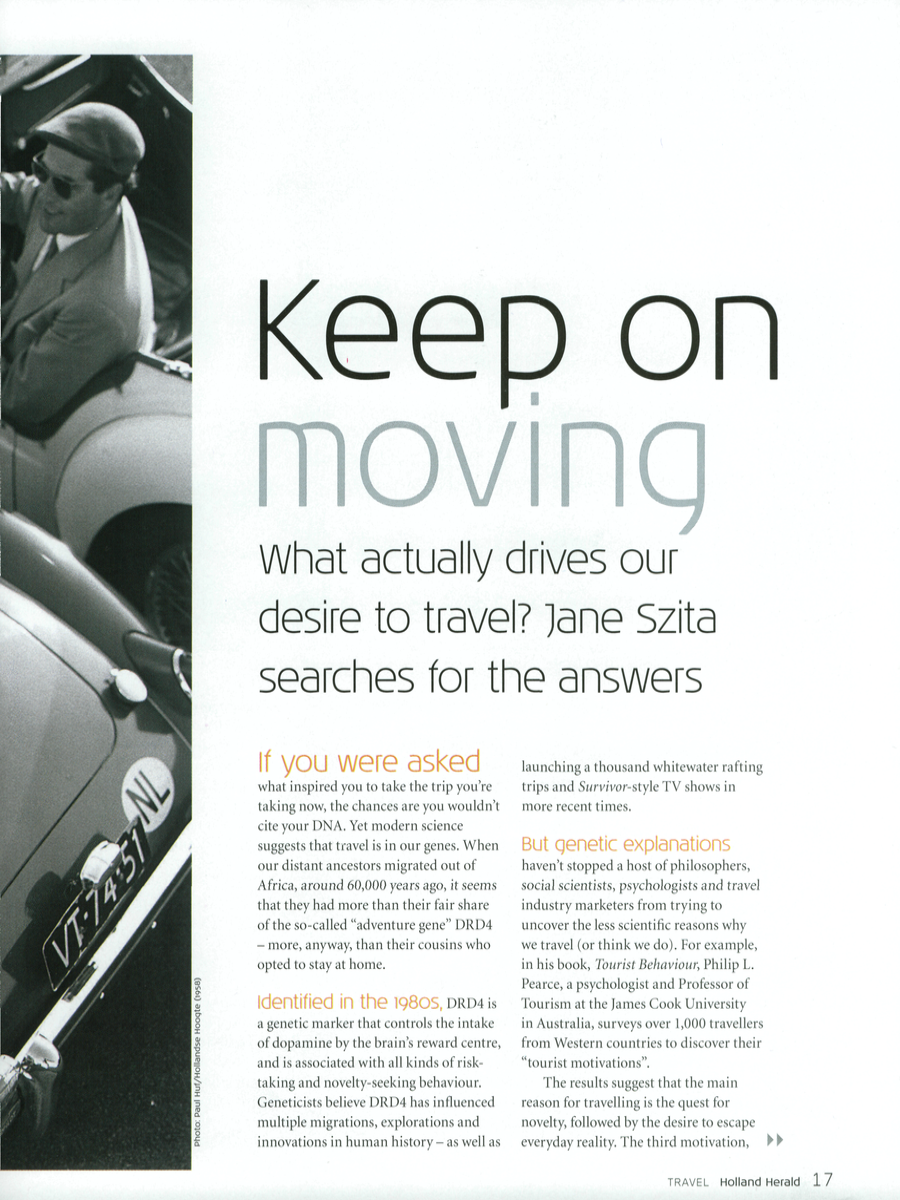 Keep on
moving
What actually drives our
desire to travel? Jane Szita
searches for the answers
If you were asked
what inspired you to take the trip you're
taking now, the chances are you wouldn't
cite your DNA. Yet modern science
suggests that travel is in our genes. When
our distant ancestors migrated out of
Africa, around 60,000 years ago, it seems
that they had more than their fair share
of the so-called “adventure gene” DRD4
– more, anyway, than their cousins who
opted to stay at home.
Identified in the 1980s, DRD4 is
a genetic marker that controls the intake
of dopamine by the brain's reward centre,
and is associated with all kinds of risk-
taking and novelty-seeking behaviour.
Geneticists believe DRD4 has influenced
multiple migrations, explorations and
innovations in human history – as well as
launching a thousand whitewater rafting
trips and Survivor-style TV shows in
more recent times.
But genetic explanations
haven't stopped a host of philosophers,
social scientists, psychologists and travel
industry marketers from trying to
uncover the less scientific reasons why
we travel (or think we do). For example,
in his book, Tourist Behaviour, Philip L.
Pearce, a psychologist and Professor of
Tourism at the James Cook University
in Australia, surveys over 1,000 travellers
from Western countries to discover their
“tourist motivations”.
The results suggest that the main
reason for travelling is the quest for
novelty, followed by the desire to escape
everyday reality. The third motivation,
NL
VT·74·51
Photo: Paul Huf/Hollandse Hoogte (1958)
TRAVEL Holland Herald 17